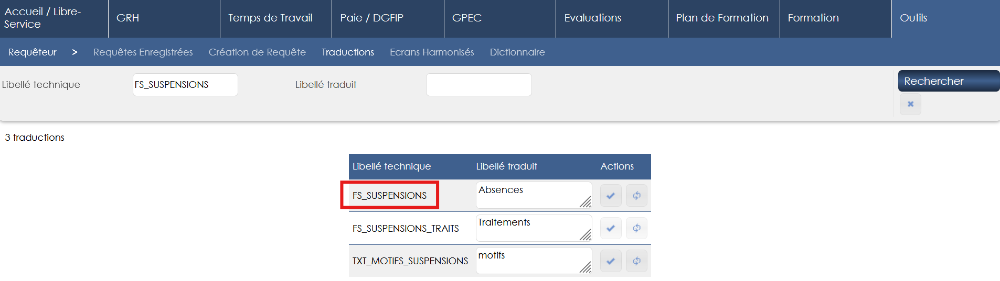 Accueil / Libre-
Service
GRH
Temps de Travail
Paie / DGFIP
GPEC
Evaluations
Plan de Formation
Formation
Outils
Requêteur > Requêtes Enregistrées Création de Requête Traductions Ecrans Harmonisés Dictionnaire
Libellé technique FS_SUSPENSIONS Libellé traduit Rechercher
3 traductions
Libellé technique Libellé traduit Actions
FS_SUSPENSIONS Absences
FS_SUSPENSIONS_TRAITS Traitements
TXT_MOTIFS_SUSPENSIONS motifs